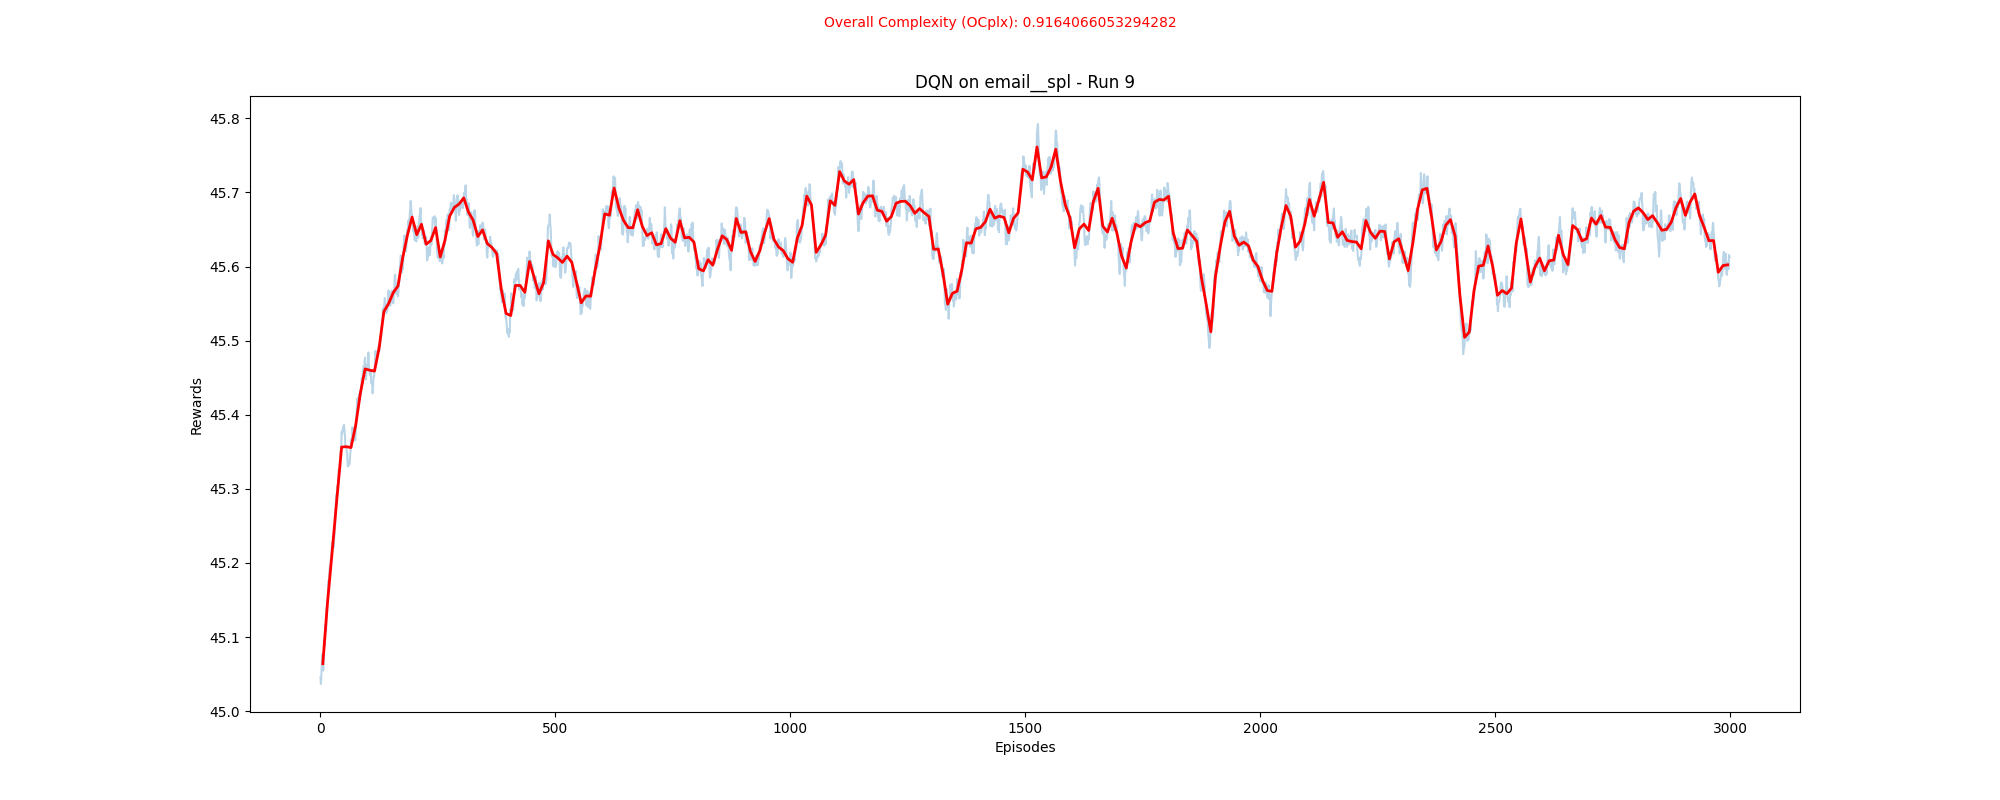 Overall Complexity (OCplx): 0.9164066053294282
DQN on email__spl - Run 9
45.8
45.7
45.6
45.5
45.4
45.3
45.2
45.1
45.0
Rewards
0 500 1000 1500 2000 2500 3000
Episodes